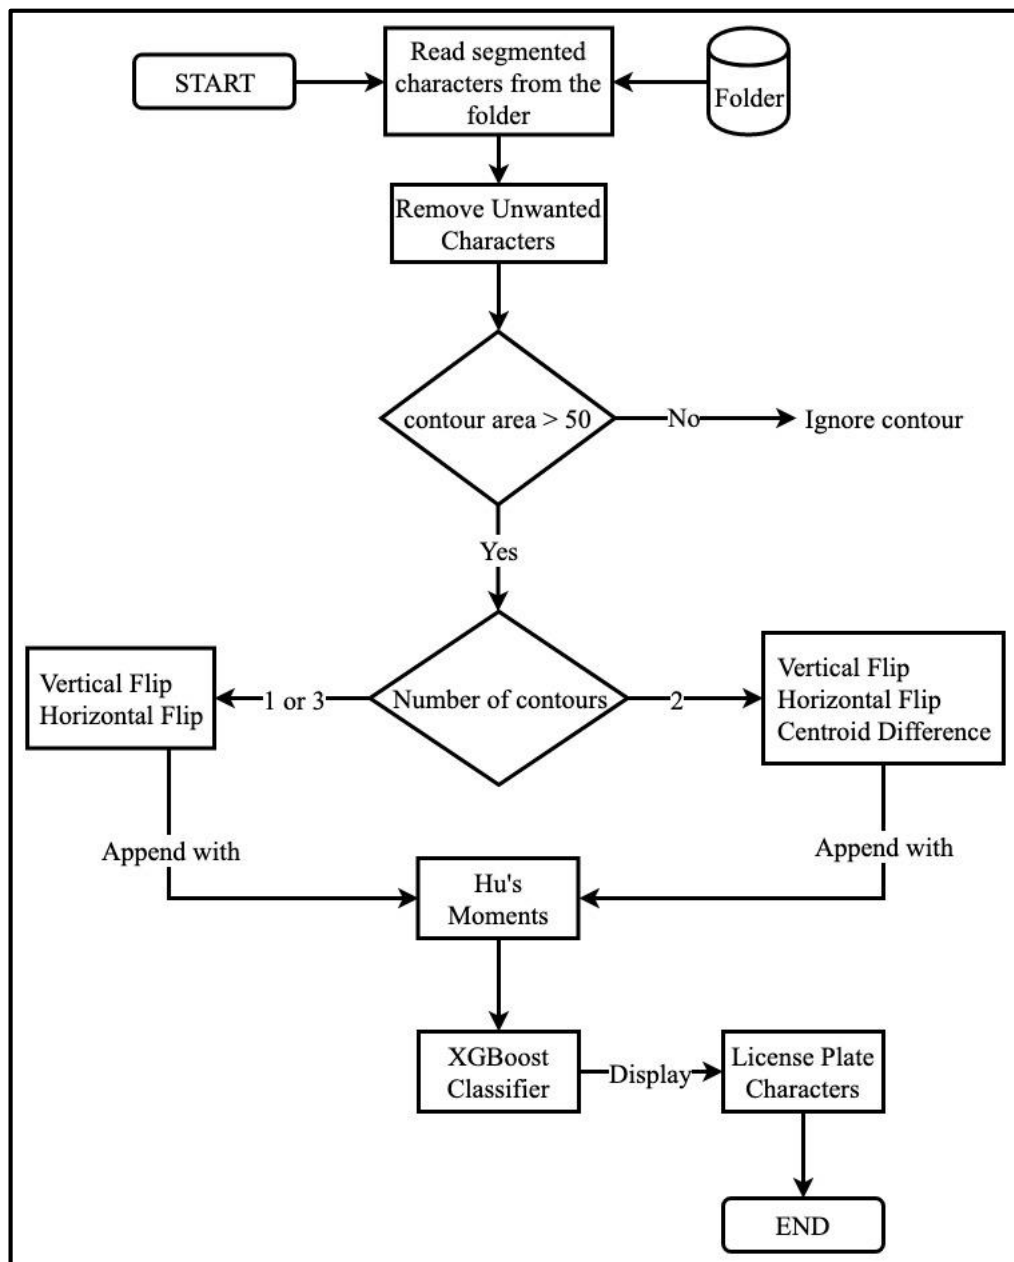 START
Read segmented
characters from the
folder
Folder
Remove Unwanted
Characters
contour area > 50
No
Ignore contour
Yes
Vertical Flip
Horizontal Flip
1 or 3
Number of contours
2
Vertical Flip
Horizontal Flip
Centroid Difference
Append with
Append with
Hu's
Moments
XGBoost
Classifier
Display
License Plate
Characters
END